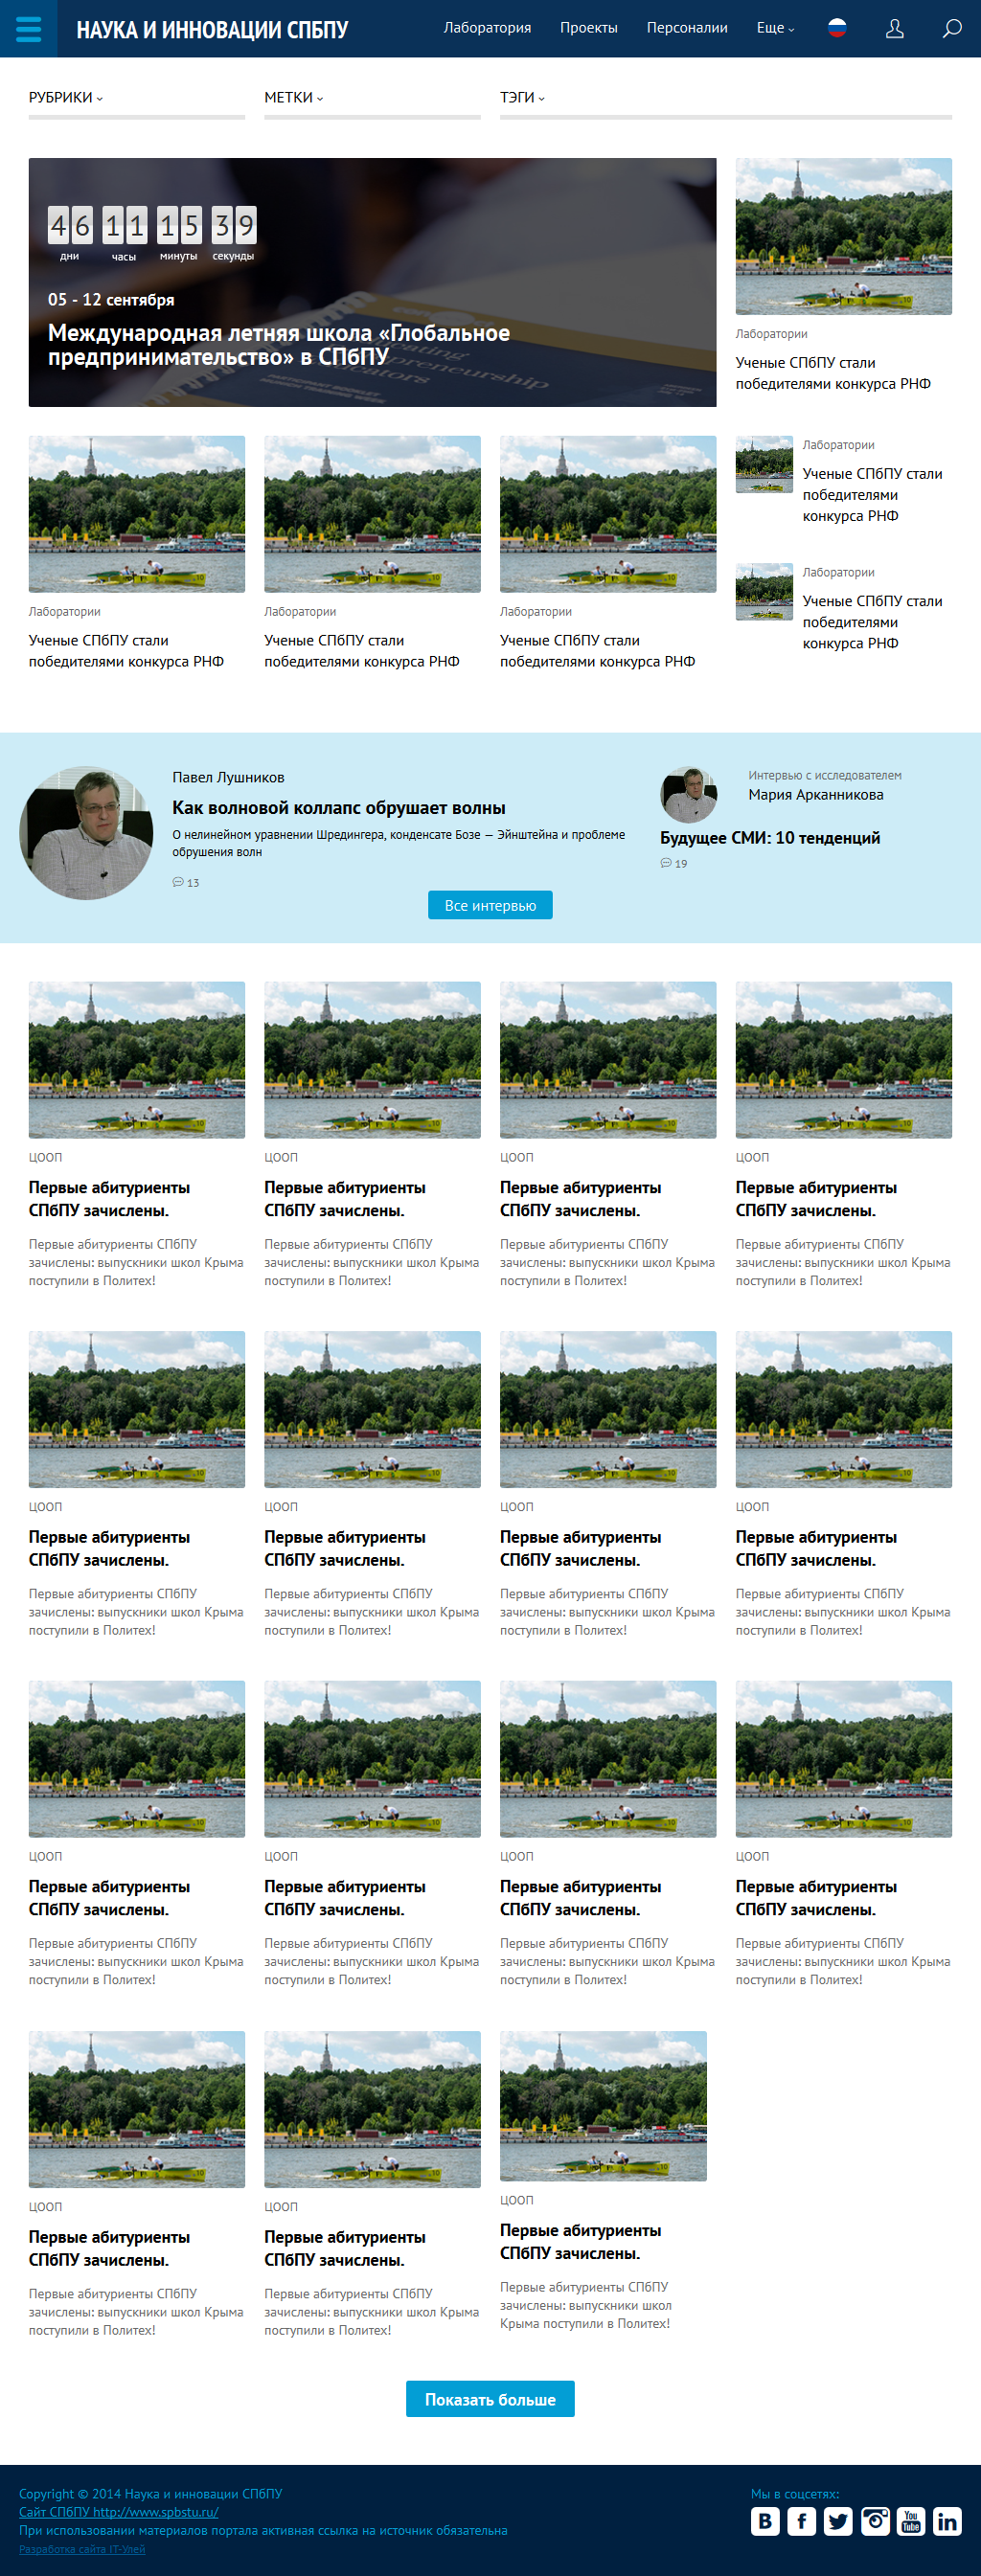 НАУКА И ИННОВАЦИИ СПБПУ
Лаборатория Проекты Персоналии Еще
РУБРИКИ МЕТКИ ТЭГИ
46 11 15 39
дни часы минуты секунды
05 - 12 сентября
Международная летняя школа «Глобальное
предпринимательство» в СПбПУ
Лаборатории
Ученые СПбПУ стали
победителями конкурса РНФ
Лаборатории
Ученые СПбПУ стали
победителями конкурса РНФ
Лаборатории
Ученые СПбПУ стали
победителями конкурса РНФ
Лаборатории
Ученые СПбПУ стали
победителями конкурса РНФ
Лаборатории
Ученые СПбПУ стали
победителями
конкурса РНФ
Лаборатории
Ученые СПбПУ стали
победителями
конкурса РНФ
Павел Лушников
Как волновой коллапс обрушает волны
О нелинейном уравнении Шредингера, конденсате Бозе — Эйнштейна и проблеме
обрушения волн
13
Интервью с исследователем
Мария Арканникова
Будущее СМИ: 10 тенденций
19
Все интервью
ЦООП
Первые абитуриенты
СПбПУ зачислены.
Первые абитуриенты СПбПУ
зачислены: выпускники школ Крыма
поступили в Политех!
ЦООП
Первые абитуриенты
СПбПУ зачислены.
Первые абитуриенты СПбПУ
зачислены: выпускники школ Крыма
поступили в Политех!
ЦООП
Первые абитуриенты
СПбПУ зачислены.
Первые абитуриенты СПбПУ
зачислены: выпускники школ Крыма
поступили в Политех!
ЦООП
Первые абитуриенты
СПбПУ зачислены.
Первые абитуриенты СПбПУ
зачислены: выпускники школ Крыма
поступили в Политех!
ЦООП
Первые абитуриенты
СПбПУ зачислены.
Первые абитуриенты СПбПУ
зачислены: выпускники школ Крыма
поступили в Политех!
ЦООП
Первые абитуриенты
СПбПУ зачислены.
Первые абитуриенты СПбПУ
зачислены: выпускники школ Крыма
поступили в Политех!
ЦООП
Первые абитуриенты
СПбПУ зачислены.
Первые абитуриенты СПбПУ
зачислены: выпускники школ Крыма
поступили в Политех!
ЦООП
Первые абитуриенты
СПбПУ зачислены.
Первые абитуриенты СПбПУ
зачислены: выпускники школ Крыма
поступили в Политех!
ЦООП
Первые абитуриенты
СПбПУ зачислены.
Первые абитуриенты СПбПУ
зачислены: выпускники школ Крыма
поступили в Политех!
ЦООП
Первые абитуриенты
СПбПУ зачислены.
Первые абитуриенты СПбПУ
зачислены: выпускники школ Крыма
поступили в Политех!
ЦООП
Первые абитуриенты
СПбПУ зачислены.
Первые абитуриенты СПбПУ
зачислены: выпускники школ Крыма
поступили в Политех!
ЦООП
Первые абитуриенты
СПбПУ зачислены.
Первые абитуриенты СПбПУ
зачислены: выпускники школ Крыма
поступили в Политех!
ЦООП
Первые абитуриенты
СПбПУ зачислены.
Первые абитуриенты СПбПУ
зачислены: выпускники школ Крыма
поступили в Политех!
ЦООП
Первые абитуриенты
СПбПУ зачислены.
Первые абитуриенты СПбПУ
зачислены: выпускники школ Крыма
поступили в Политех!
ЦООП
Первые абитуриенты
СПбПУ зачислены.
Первые абитуриенты СПбПУ
зачислены: выпускники школ
Крыма поступили в Политех!
Показать больше
Copyright © 2014 Наука и инновации СПбПУ
Сайт СПБПУ http://www.spbstu.ru/
При использовании материалов портала активная ссылка на источник обязательна
Разработка сайта IT-Улей
Мы в соцсетях:
You
Tube